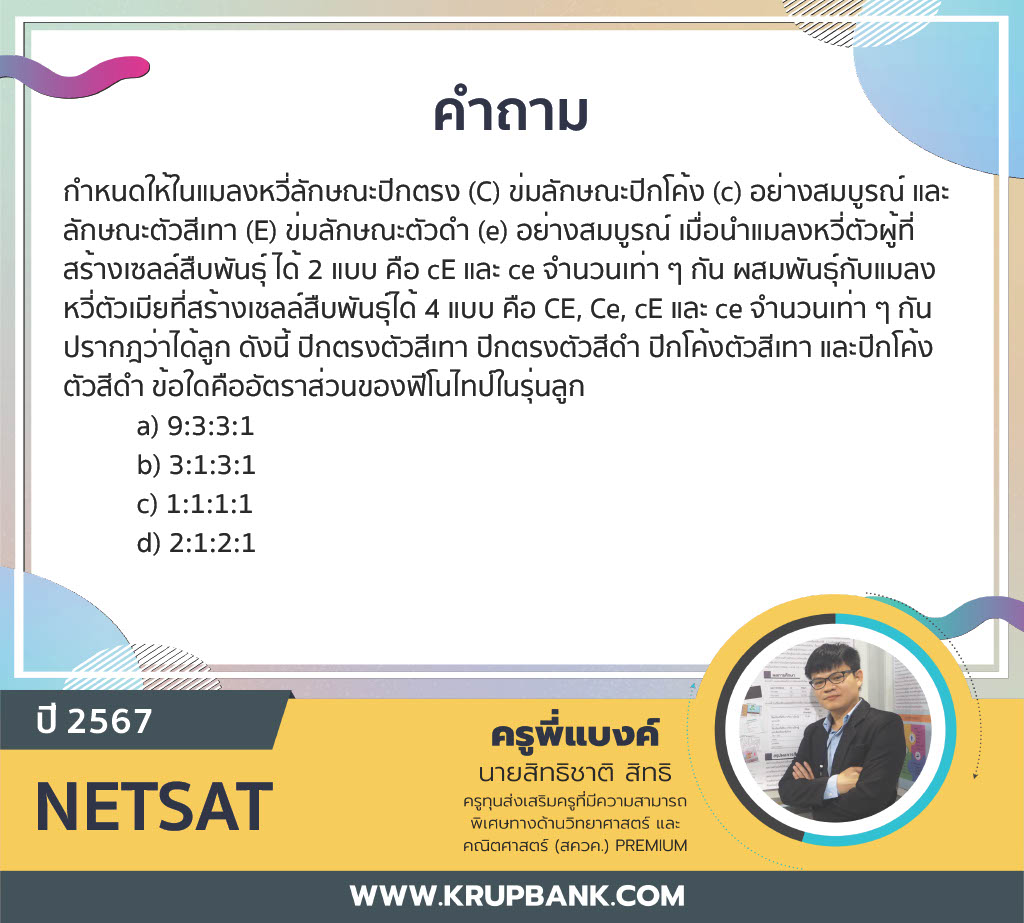 คำถาม
กำหนดให้ในแมลงหวี่ลักษณะปีกตรง (C) ข่มลักษณะปีกโค้ง (c) อย่างสมบูรณ์ และ
ลักษณะตัวสีเทา (E) ข่มลักษณะตัวดำ (e) อย่างสมบูรณ์ เมื่อนำแมลงหวี่ตัวผู้ที่
สร้างเซลล์สืบพันธุ์ ได้ 2 แบบ คือ cE และ ce จำนวนเท่า ๆ กัน ผสมพันธุ์กับแมลง
หวี่ตัวเมียที่สร้างเซลล์สืบพันธุ์ได้ 4 แบบ คือ CE, Ce, cE และ ce จำนวนเท่า ๆ กัน
ปรากฎว่าได้ลูก ดังนี้ ปีกตรงตัวสีเทา ปีกตรงตัวสีดำ ปีกโค้งตัวสีเทา และปีกโค้ง
ตัวสีดำ ข้อใดคืออัตราส่วนของฟีโนไทป์ในรุ่นลูก
a) 9:3:3:1
b) 3:1:3:1
c) 1:1:1:1
d) 2:1:2:1
ปี 2567
NETSAT
ครูพี่แบงค์
นายสิทธิชาติ สิทธิ
ครูทุนส่งเสริมครูที่มีความสามารถ
พิเศษทางด้านวิทยาศาสตร์ และ
คณิตศาสตร์ (สควค.) PREMIUM
WWW.KRUPBANK.COM